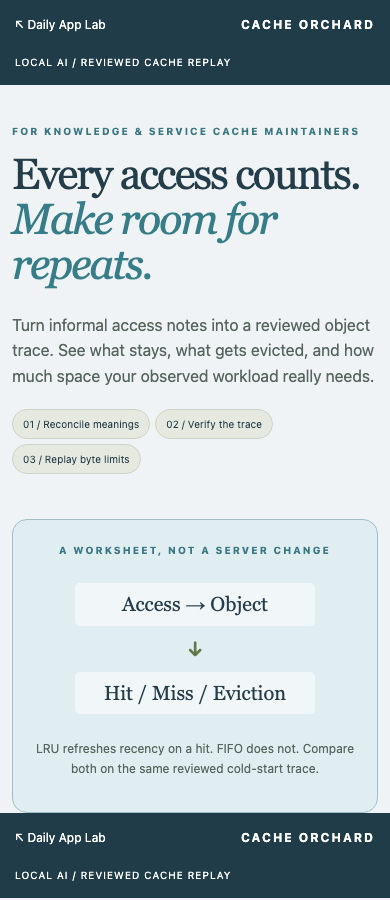 ↖ Daily App Lab
CACHE ORCHARD
LOCAL AI / REVIEWED CACHE REPLAY
FOR KNOWLEDGE & SERVICE CACHE MAINTAINERS
Every access counts.
Make room for
repeats.
Turn informal access notes into a reviewed object
trace. See what stays, what gets evicted, and how
much space your observed workload really needs.
01 / Reconcile meanings
02 / Verify the trace
03 / Replay byte limits
A WORKSHEET, NOT A SERVER CHANGE
Access → Object
↓
Hit / Miss / Eviction
LRU refreshes recency on a hit. FIFO does not. Compare
both on the same reviewed cold-start trace.
↖ Daily App Lab
CACHE ORCHARD
LOCAL AI / REVIEWED CACHE REPLAY